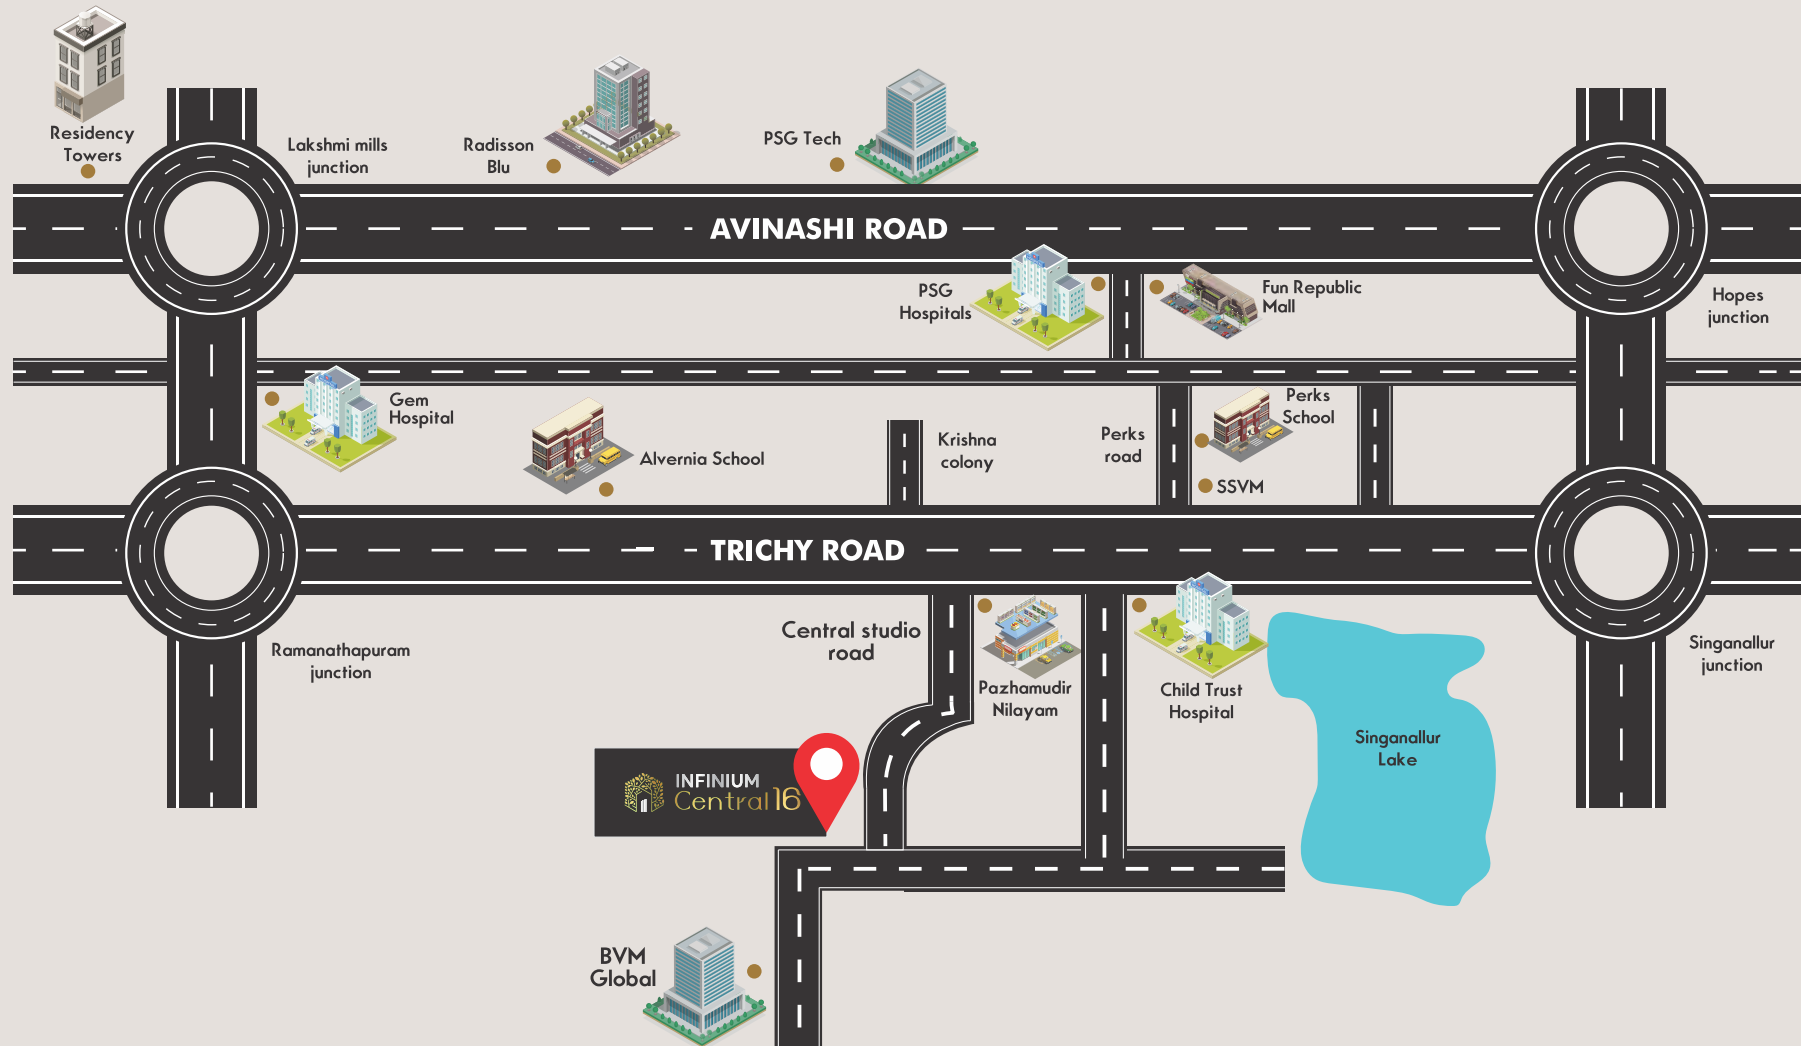 Residency
Towers
Lakshmi mills
junction
Radisson
Blu
PSG Tech
AVINASHI ROAD
PSG
Hospitals
Fun Republic
Mall
Hopes
junction
Gem
Hospital
Alvernia School
Krishna
colony
Perks
road
Perks
School
SSVM
TRICHY ROAD
Central studio
road
Ramanathapuram
junction
Pazhamudir
Nilayam
Child Trust
Hospital
Singanallur
junction
Singanallur
Lake
INFINIUM
Central 16
BVM
Global